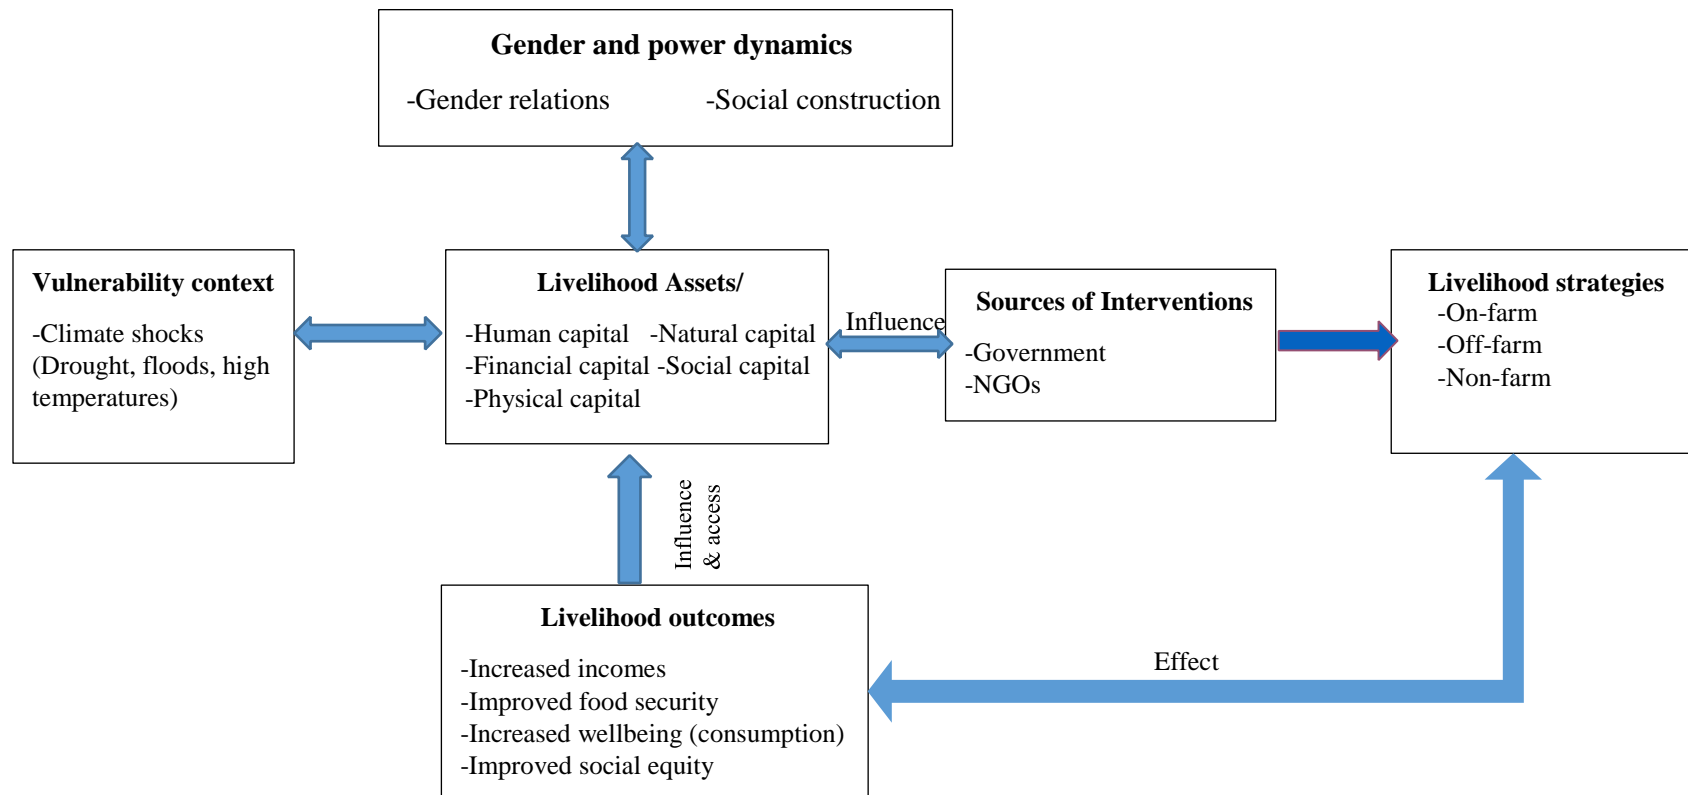 Gender and power dynamics
-Gender relations -Social construction
Vulnerability context
-Climate shocks
(Drought, floods, high
temperatures)
Livelihood Assets/
-Human capital -Natural capital
-Financial capital -Social capital
-Physical capital
Influence
Sources of Interventions
-Government
-NGOs
Livelihood strategies
-On-farm
-Off-farm
-Non-farm
Influence
& access
Livelihood outcomes
-Increased incomes
-Improved food security
-Increased wellbeing (consumption)
-Improved social equity
Effect